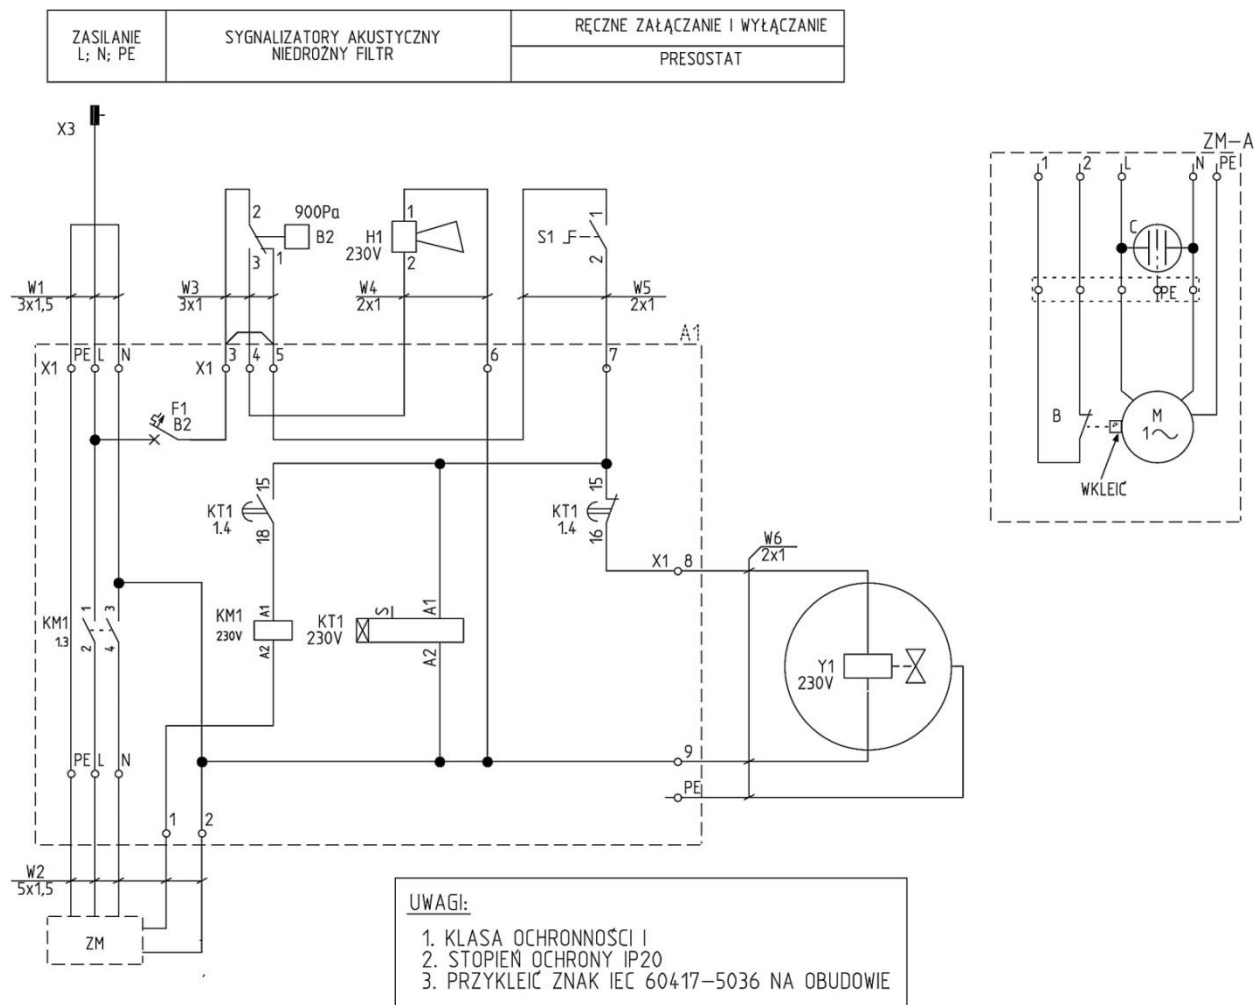 ZASILANIE
L; N; PE
SYGNALIZATORY AKUSTYCZNY
NIEDROŻNY FILTR
RĘCZNE ZAŁĄCZANIE I WYŁĄCZANIE
PRESOSTAT
X3
ZM-A
1 2 L N PE
C
PE
B
M
1~
WKLEIĆ
2
900Pa
B2
3 1
1
H1
230V
2
1
S1
2
W1
3x1,5
W3
3x1
W4
2x1
W5
2x1
A1
X1 PE L N
X1 3 4 5 6 7
F1
B2
15
KT1
1.4
18
15
KT1
1.4
16
W6
2x1
X1 8
KM1
1.3
1 3
2 4
A1
KM1
230V
A2
S
A1
KT1
230V
A2
Y1
230V
9
PE
PE L N
1 2
W2
5x1,5
ZM
UWAGI:
1. KLASA OCHRONNOŚCI I
2. STOPIEŃ OCHRONY IP20
3. PRZYKLEIĆ ZNAK IEC 60417-5036 NA OBUDOWIE